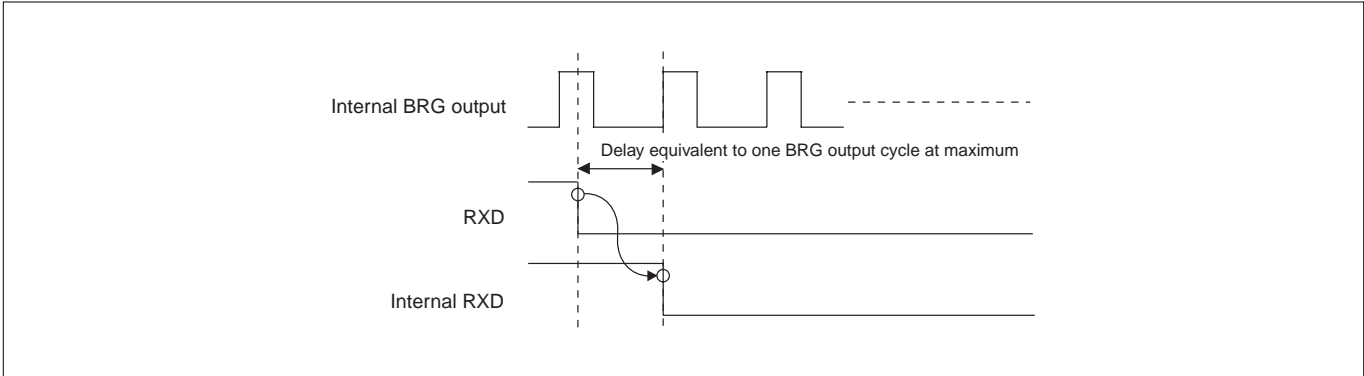 Internal BRG output
Delay equivalent to one BRG output cycle at maximum
RXD
Internal RXD